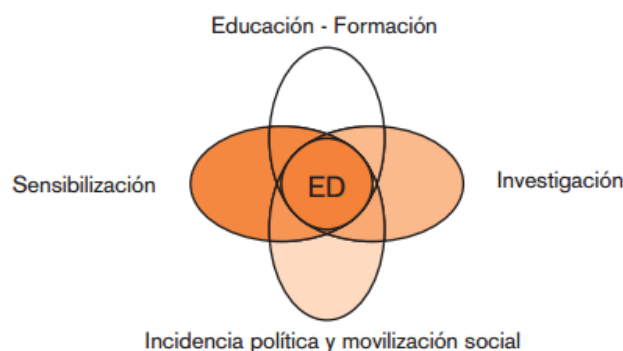 Educación - Formación
Sensibilización
ED
Investigación
Incidencia política y movilización social